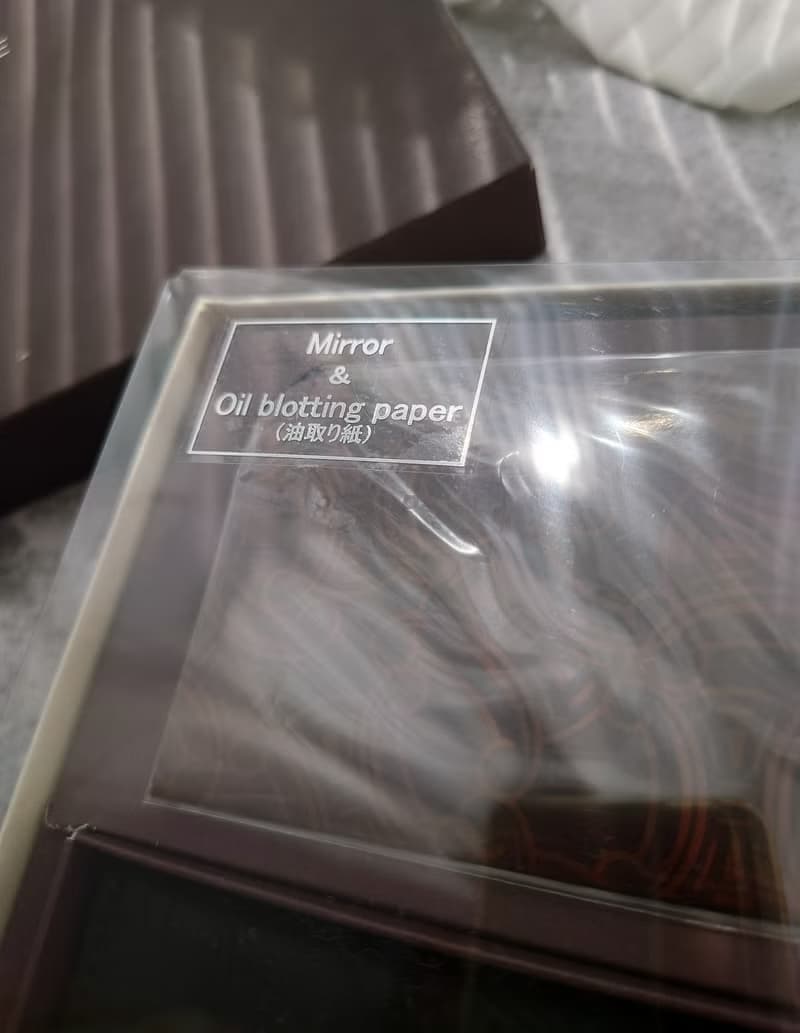 Mirror
&
Oil blotting paper
（油取り紙）